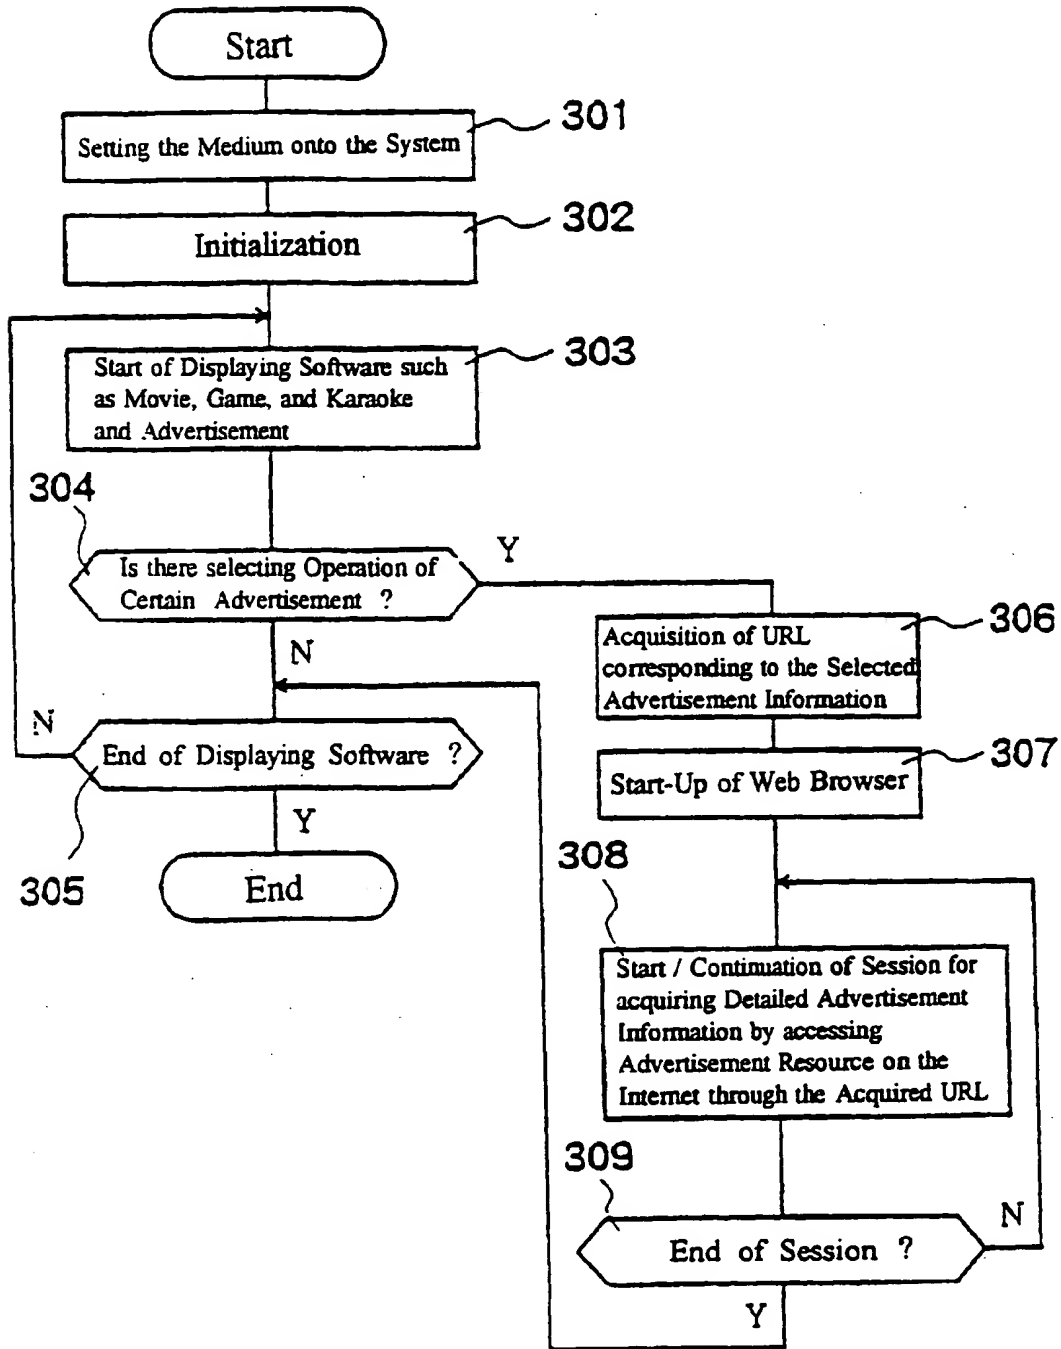 Start
301
Setting the Medium onto the System
302
Initialization
303
Start of Displaying Software such
as Movie, Game, and Karaoke
and Advertisement
304
Is there selecting Operation of
Certain Advertisement ?
Y
N
306
Acquisition of URL
corresponding to the Selected
Advertisement Information
N
End of Displaying Software ?
305
Y
End
307
Start-Up of Web Browser
308
Start / Continuation of Session for
acquiring Detailed Advertisement
Information by accessing
Advertisement Resource on the
Internet through the Acquired URL
309
End of Session ?
N
Y